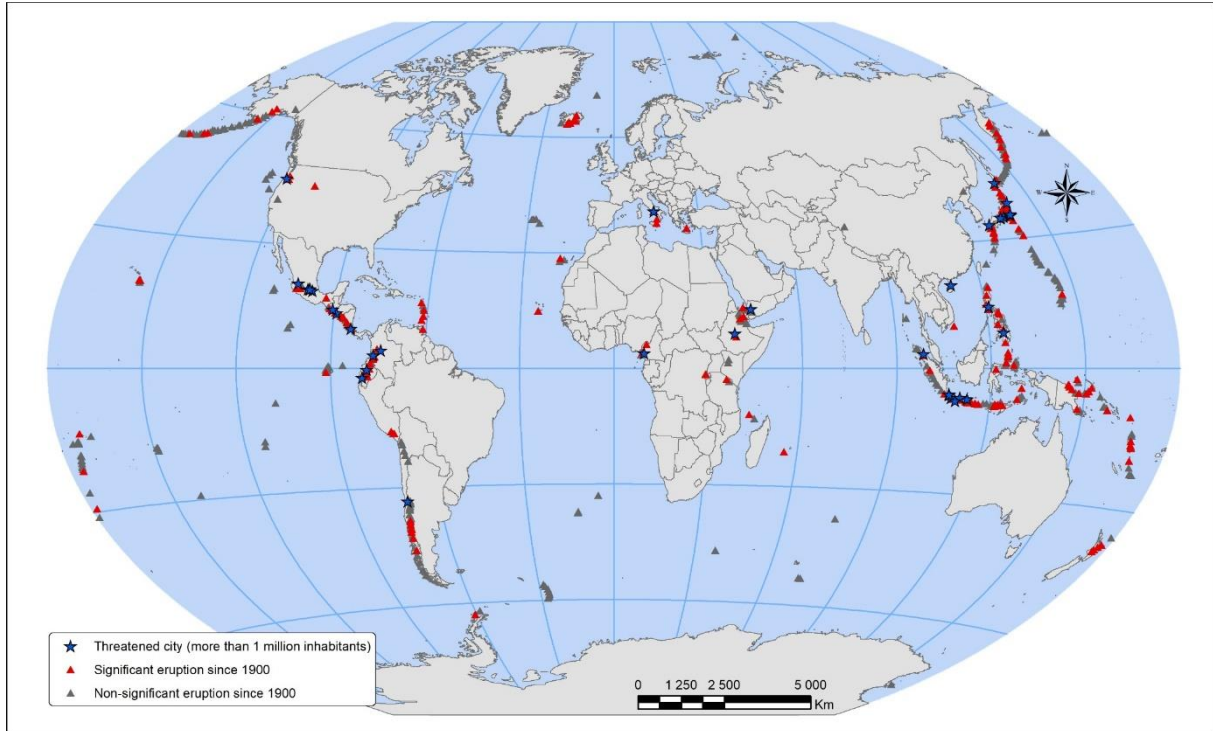 N
W E
S
Threatened city (more than 1 million inhabitants)
Significant eruption since 1900
Non-significant eruption since 1900
0 1 250 2 500 5 000
Km